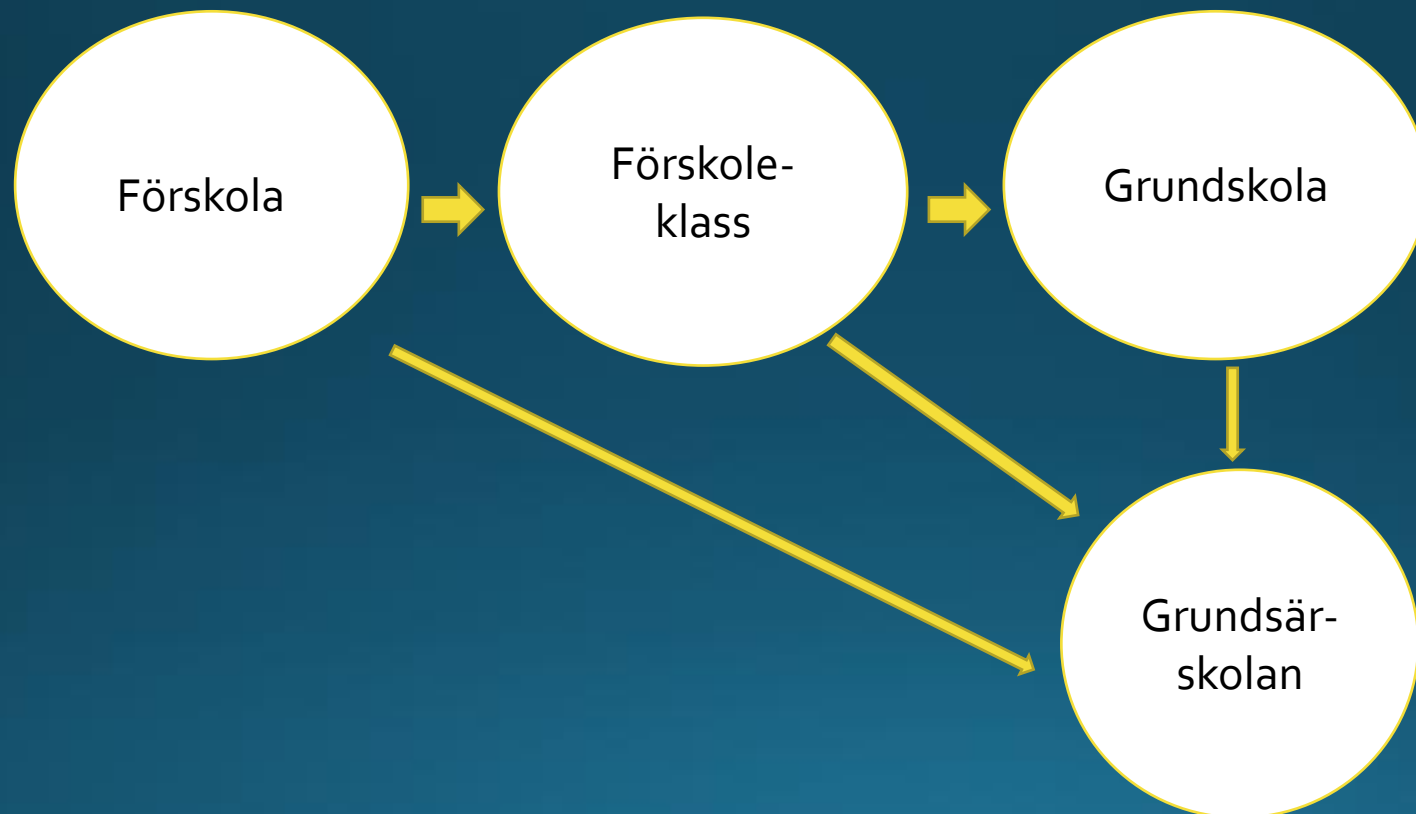 Förskola
Förskole-
klass
Grundskola
Grundsär-
skolan